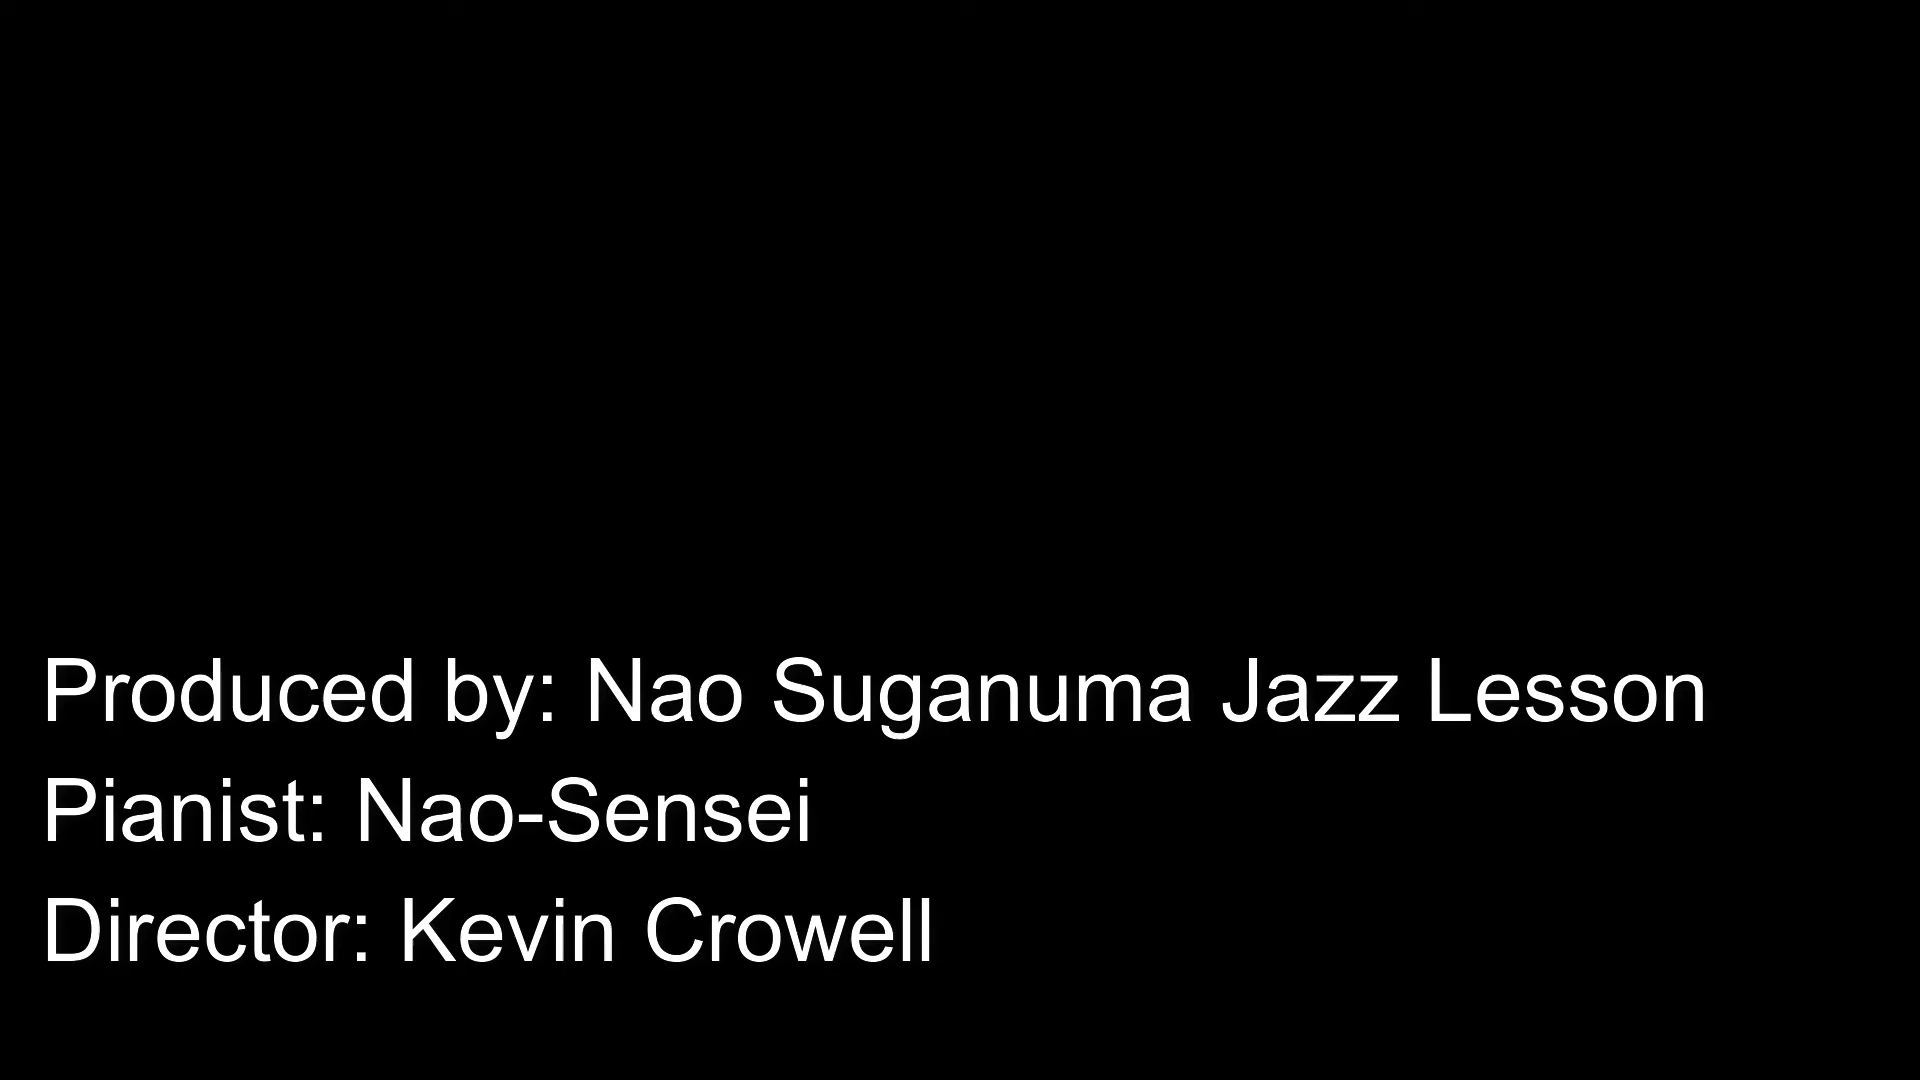 Produced by: Nao Suganuma Jazz Lesson
Pianist: Nao-Sensei
Director: Kevin Crowell